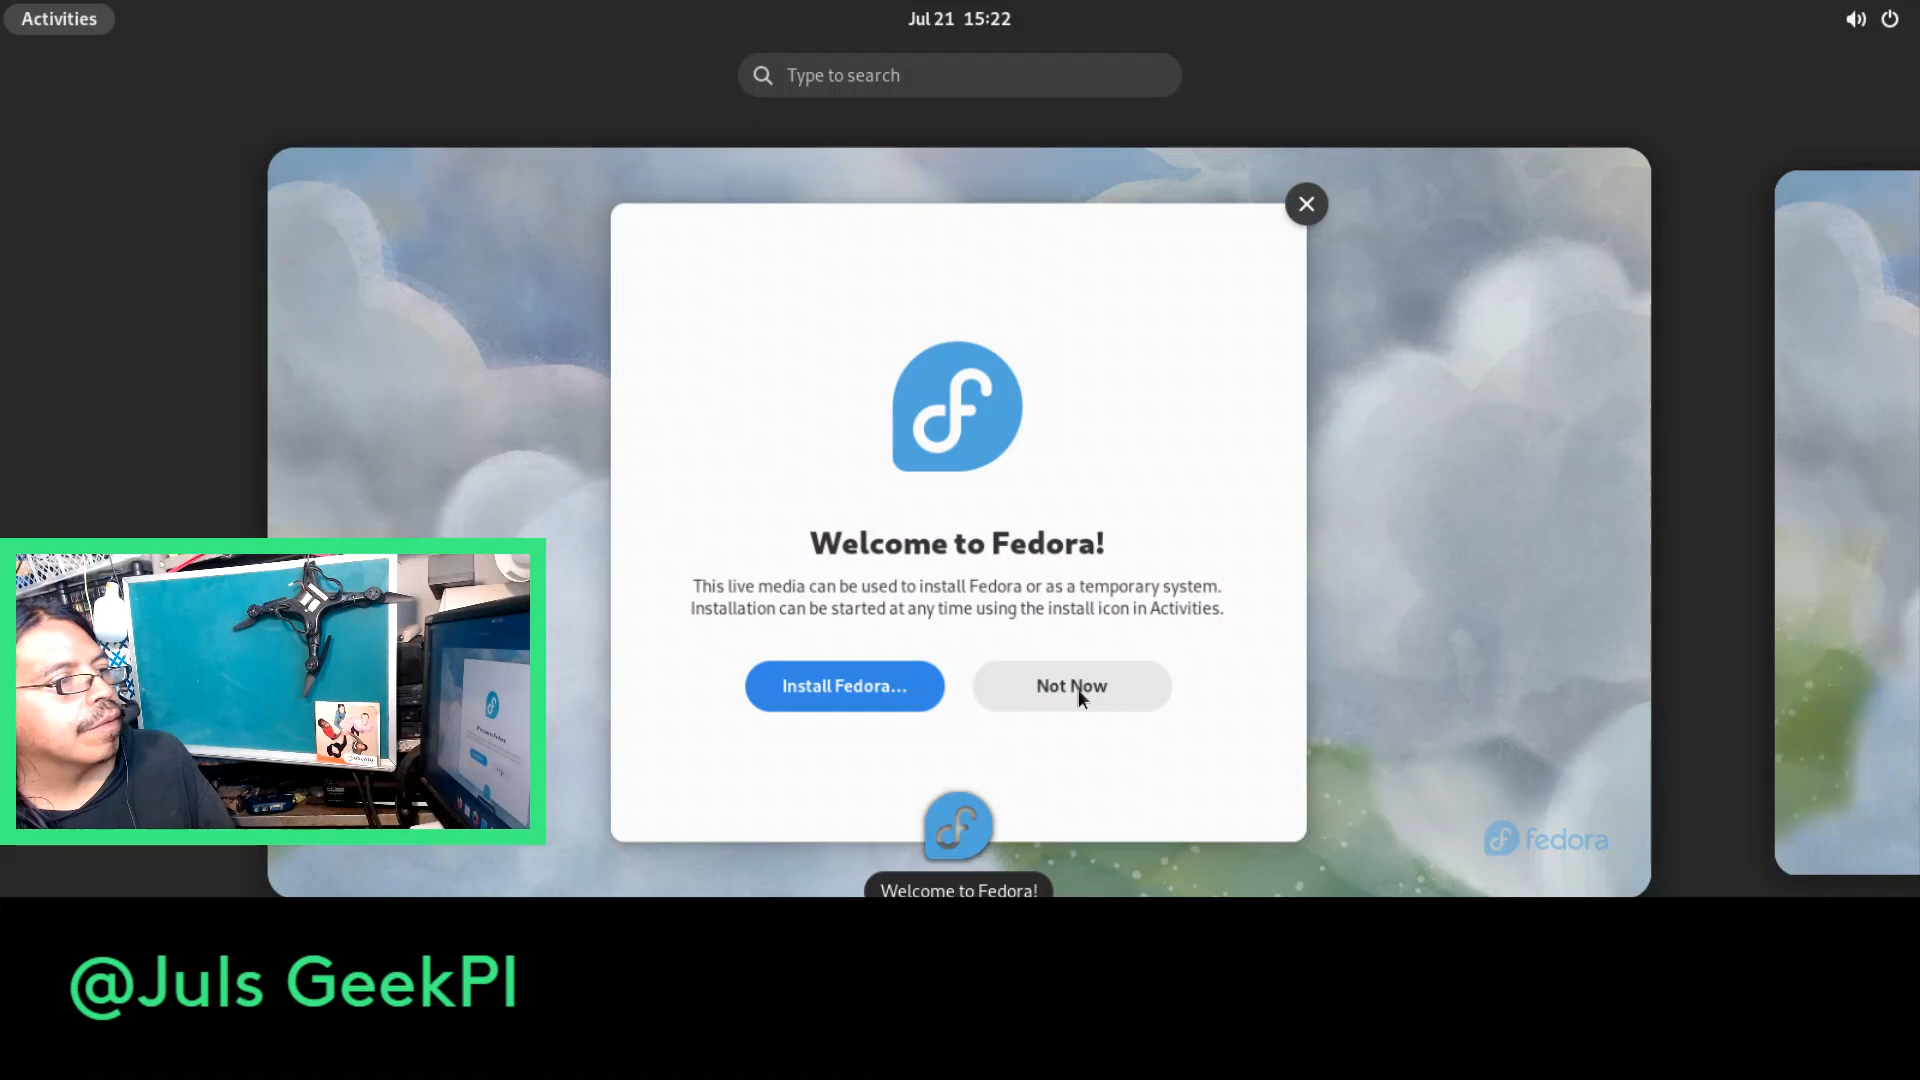 Activities
Jul 21 15:22
Type to search
Welcome to Fedora!
This live media can be used to install Fedora or as a temporary system.
Installation can be started at any time using the install icon in Activities.
Install Fedora...
Not Now
fedora
Welcome to Fedora!
@Juls GeekPI